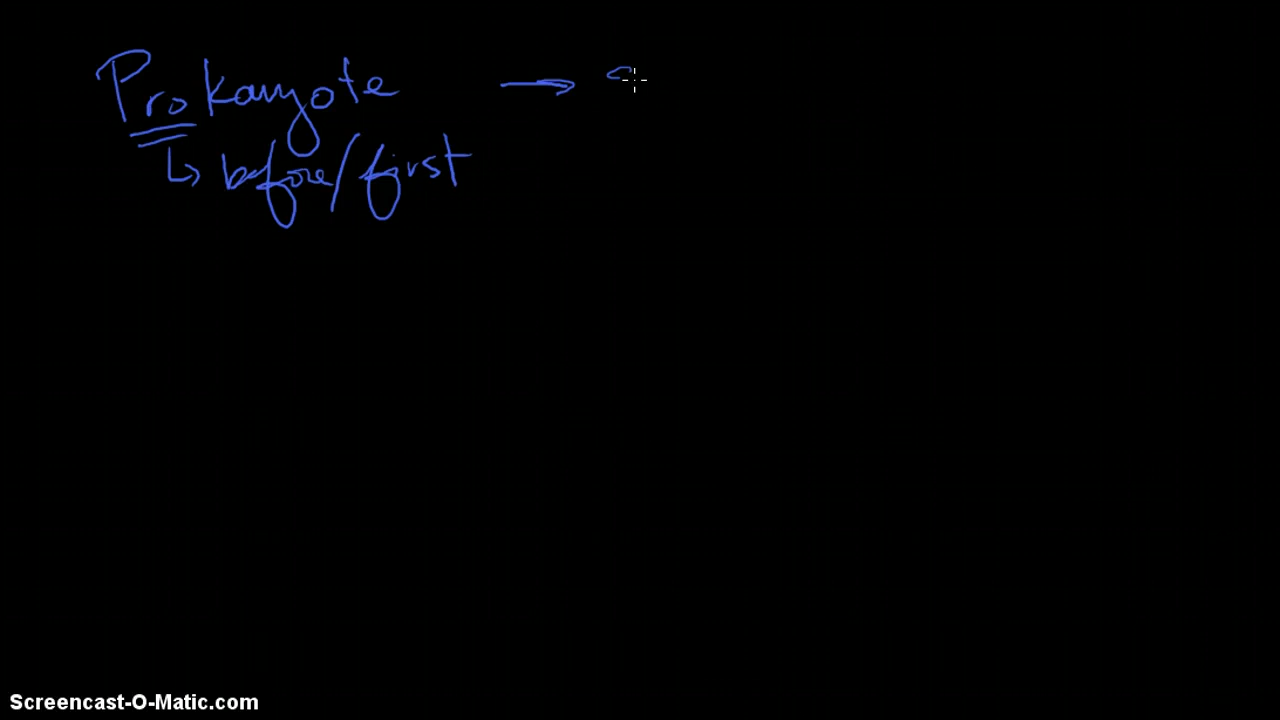 Prokaryote →
↳ before/first
Screencast-O-Matic.com